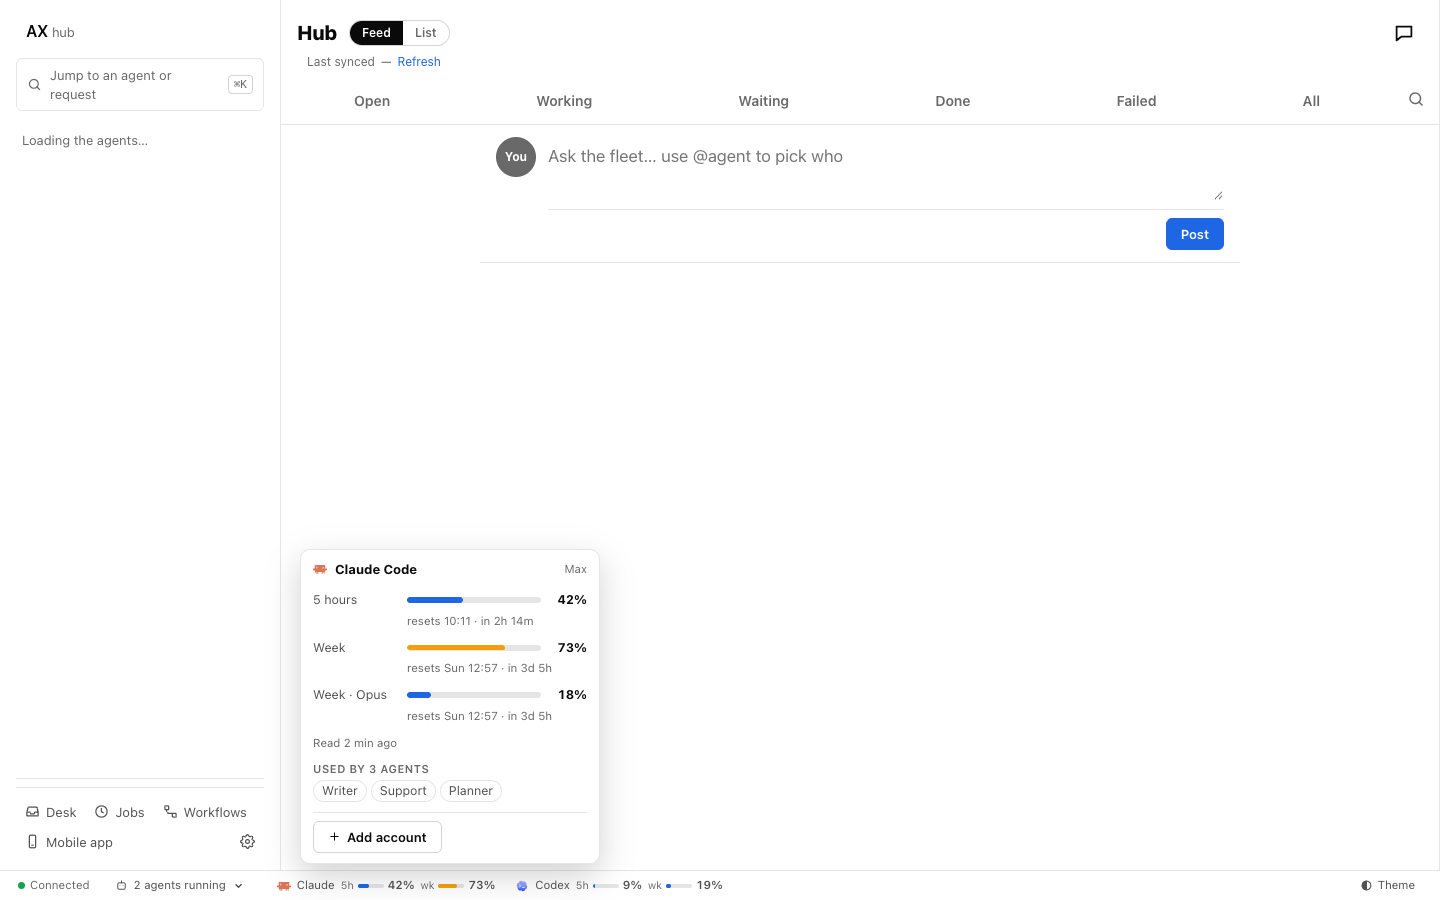 AX hub
Jump to an agent or
request
⌘K
Loading the agents...
Desk
Jobs
Workflows
Mobile app
Hub
Feed
List
Last synced — Refresh
Open
Working
Waiting
Done
Failed
All
You
Ask the fleet... use @agent to pick who
Post
Claude Code
Max
5 hours
42%
resets 10:11 · in 2h 14m
Week
73%
resets Sun 12:57 · in 3d 5h
Week · Opus
18%
resets Sun 12:57 · in 3d 5h
Read 2 min ago
USED BY 3 AGENTS
Writer
Support
Planner
+ Add account
Connected
2 agents running
Claude 5h 42% wk 73%
Codex 5h 9% wk 19%
Theme